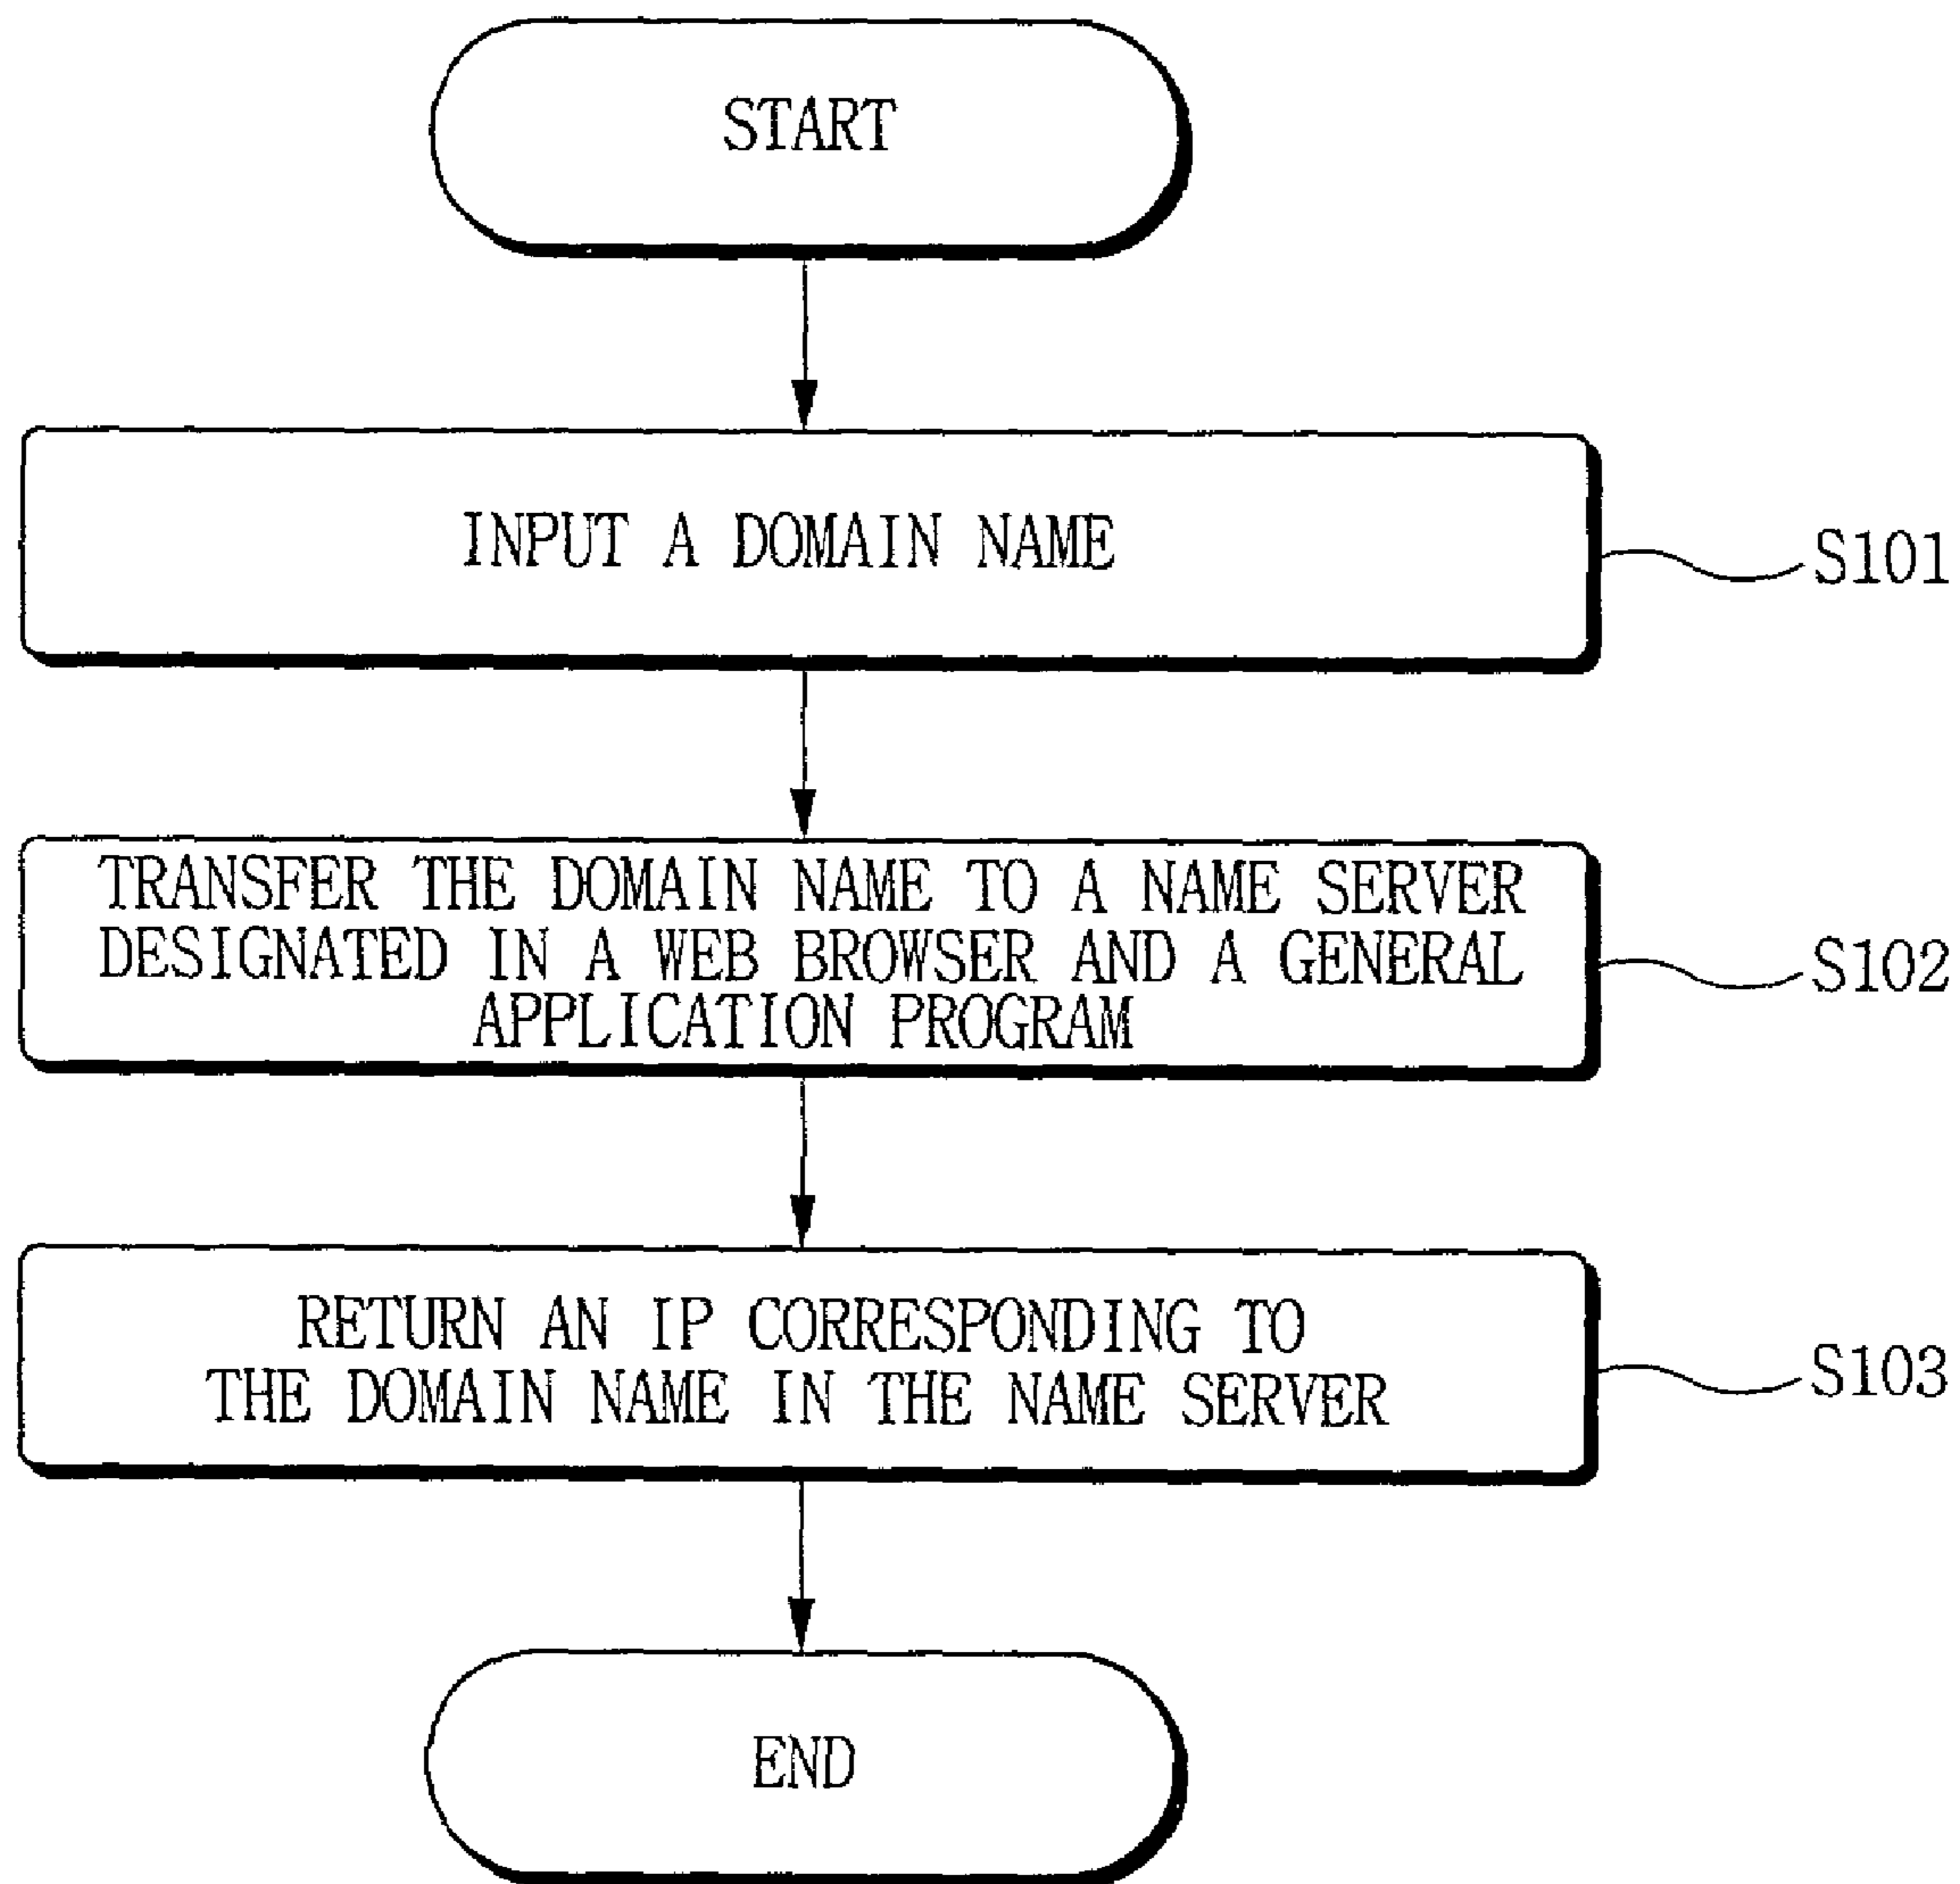 START
INPUT A DOMAIN NAME
S101
TRANSFER THE DOMAIN NAME TO A NAME SERVER
DESIGNATED IN A WEB BROWSER AND A GENERAL
APPLICATION PROGRAM
S102
RETURN AN IP CORRESPONDING TO
THE DOMAIN NAME IN THE NAME SERVER
S103
END